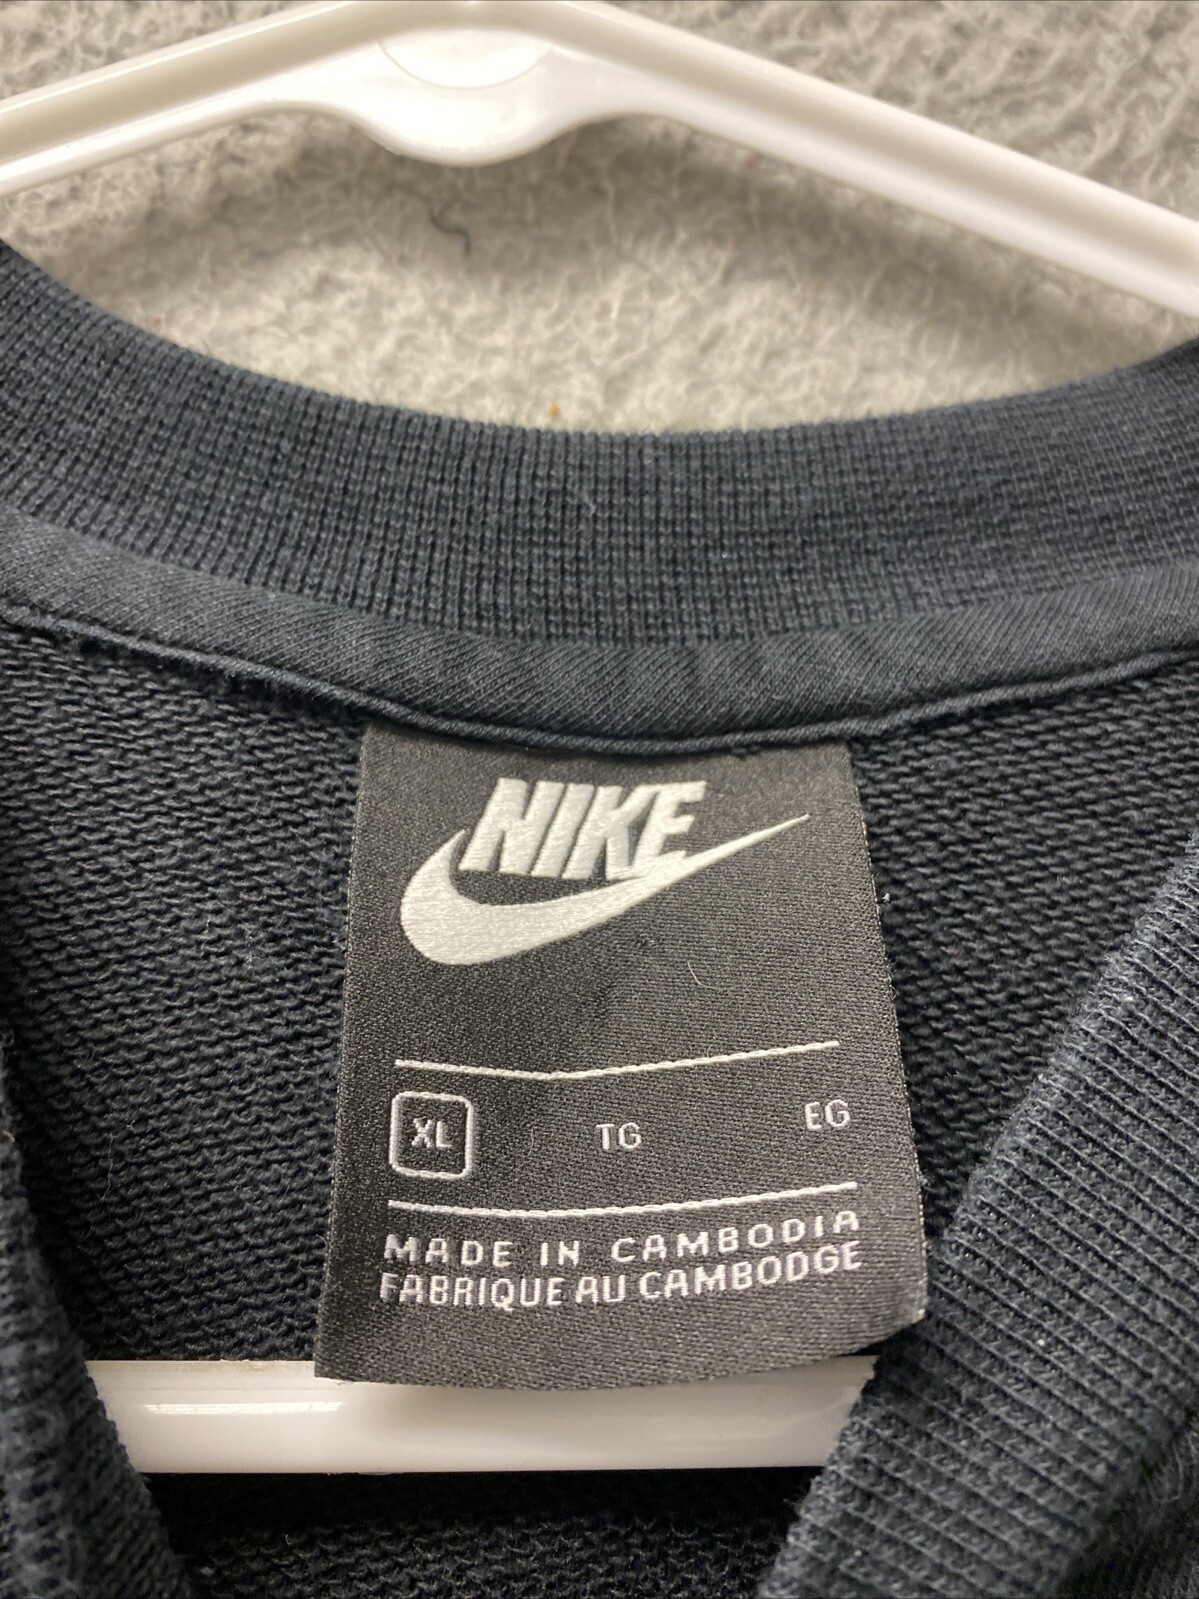 NIKE
XL TG EG
MADE IN CAMBODIA
FABRIQUE AU CAMBODGE